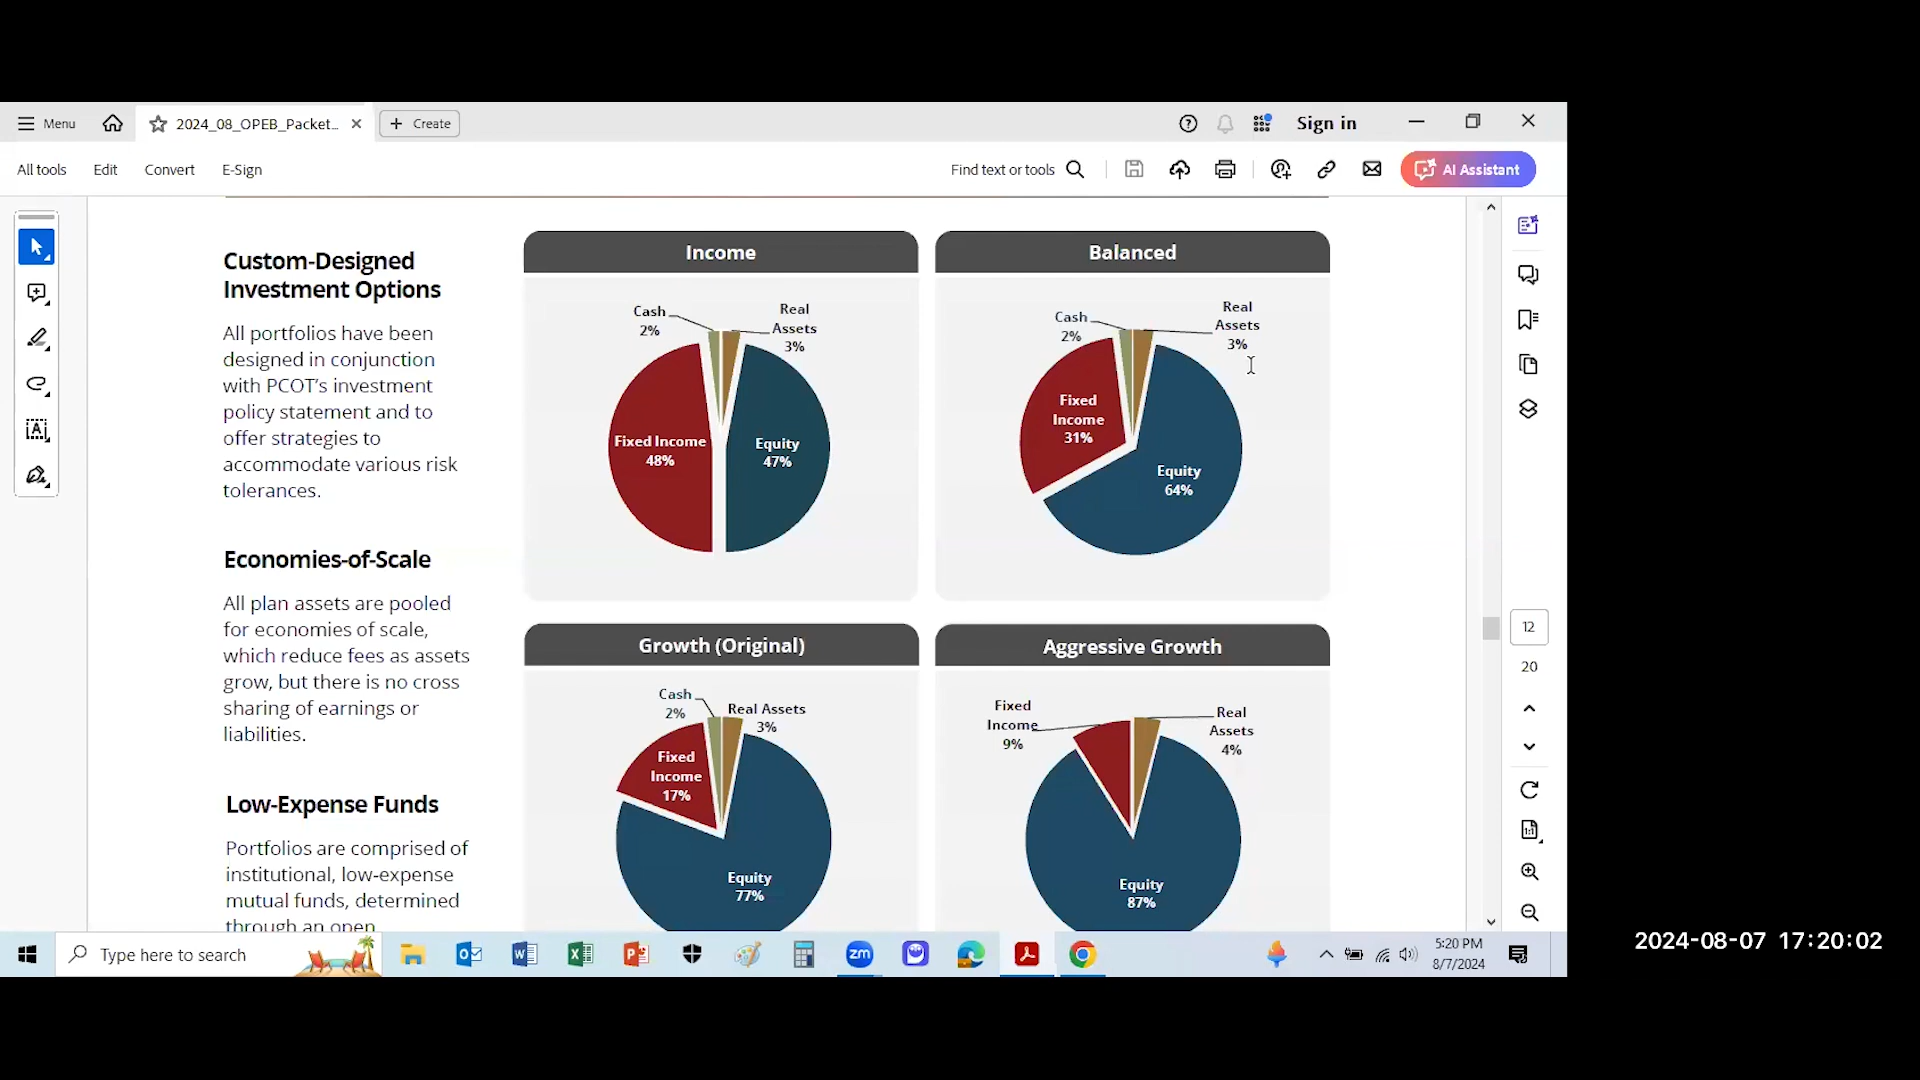 Menu
2024_08_OPEB_Packet...
Create
Sign in
All tools
Edit
Convert
E-Sign
Find text or tools
AI Assistant
Custom-Designed
Investment Options
All portfolios have been
designed in conjunction
with PCOT's investment
policy statement and to
offer strategies to
accommodate various risk
tolerances.
Economies-of-Scale
All plan assets are pooled
for economies of scale,
which reduce fees as assets
grow, but there is no cross
sharing of earnings or
liabilities.
Low-Expense Funds
Portfolios are comprised of
institutional, low-expense
mutual funds, determined
through an open
Income
Cash
2%
Real
Assets
3%
Fixed Income
48%
Equity
47%
Balanced
Cash
2%
Real
Assets
3%
Fixed
Income
31%
Equity
64%
Growth (Original)
Cash
2%
Real Assets
3%
Fixed
Income
17%
Equity
77%
Aggressive Growth
Fixed
Income
9%
Real
Assets
4%
Equity
87%
12
20
1:1
Type here to search
zm
5:20 PM
8/7/2024
2024-08-07 17:20:02